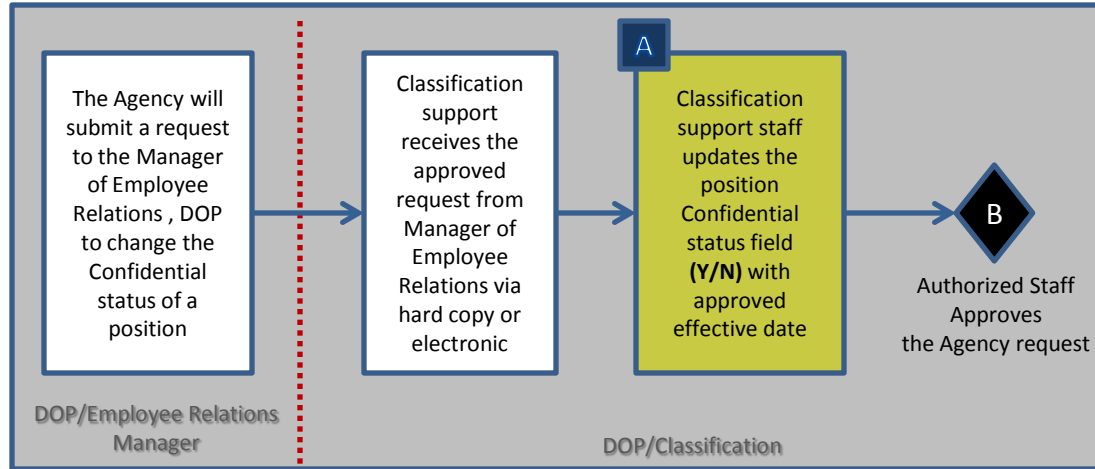 The Agency will
submit a request
to the Manager
of Employee
Relations , DOP
to change the
Confidential
status of a
position
Classification
support
receives the
approved
request from
Manager of
Employee
Relations via
hard copy or
electronic
A
Classification
support staff
updates the
position
Confidential
status field
(Y/N) with
approved
effective date
B
Authorized Staff
Approves
the Agency request
DOP/Employee Relations
Manager
DOP/Classification